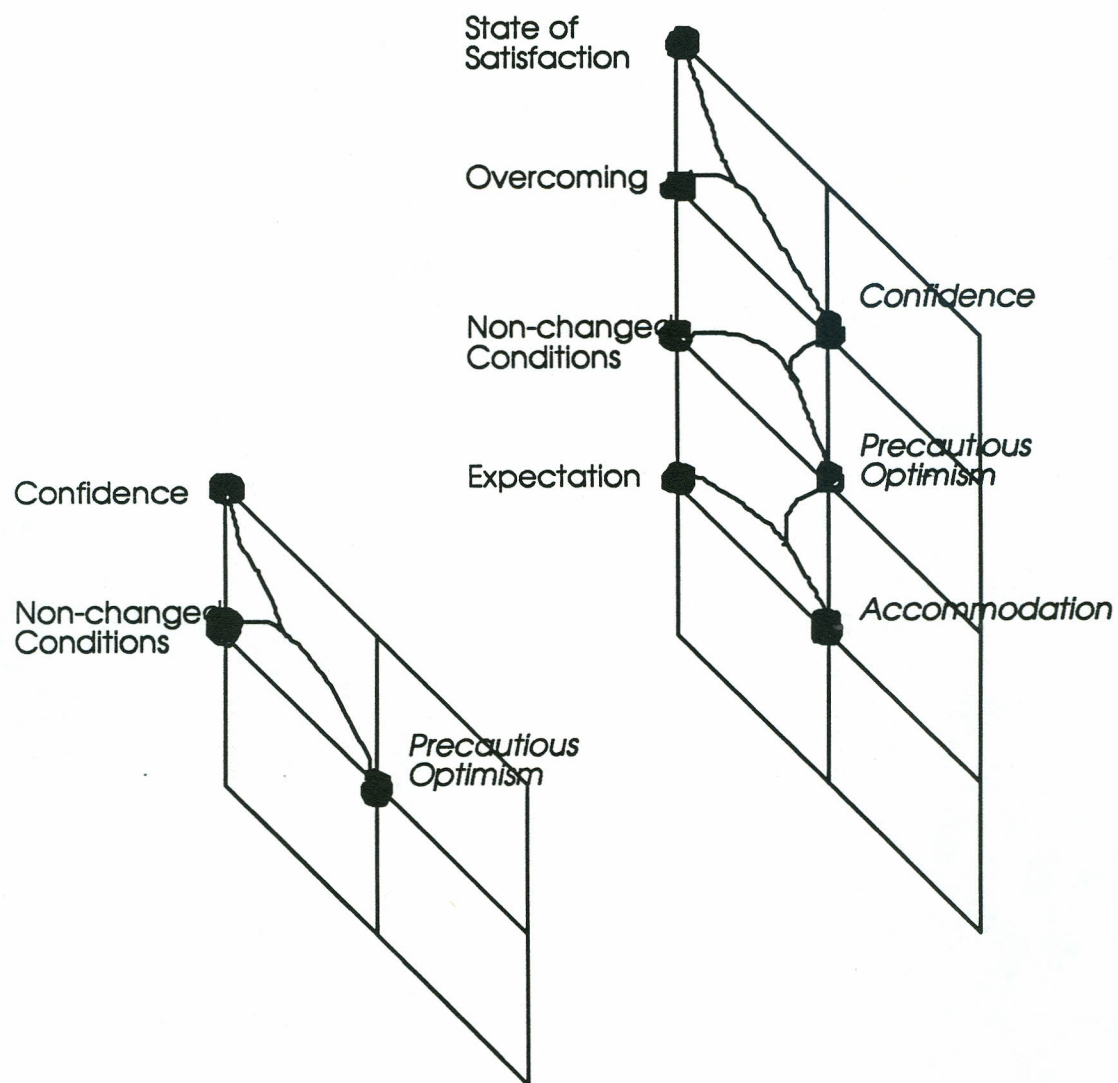 State of
Satisfaction
Overcoming
Confidence
Non-changed
Conditions
Precautious
Optimism
Expectation
Accommodation
Confidence
Non-changed
Conditions
Precautious
Optimism